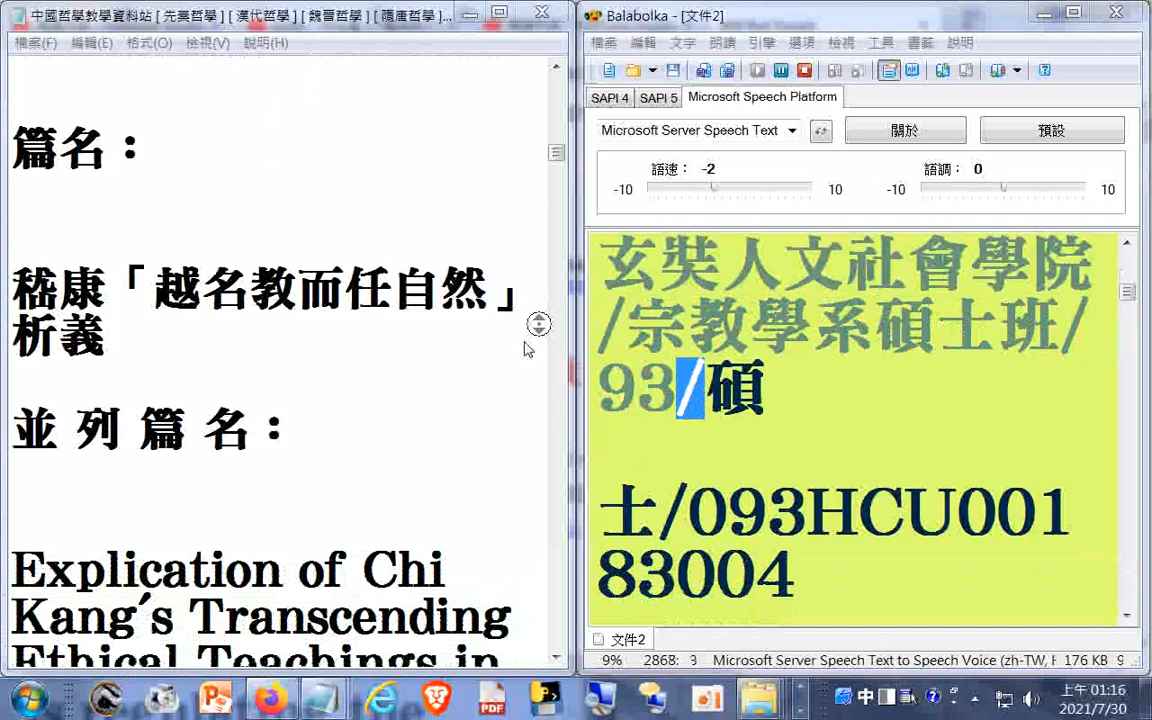 中國哲學教學資料站 [ 先秦哲學 ] [ 漢代哲學 ] [ 魏晉哲學 ] [ 隋唐哲學 ]...
檔案(F) 編輯(E) 格式(O) 檢視(V) 說明(H)
篇名：
嵇康「越名教而任自然」
析義
並 列 篇 名：
Explication of Chi
Kang's Transcending
Ethical Teachings in
Balabolka - [文件2]
檔案 編輯 文字 朗讀 引擎 選項 檢視 工具 書籤 說明
SAPI 4 SAPI 5 Microsoft Speech Platform
Microsoft Server Speech Text 關於 預設
語速： -2 語調： 0
-10 10 -10 10
玄奘人文社會學院
/宗教學系碩士班/
93/碩
士/093HCU001
83004
文件2
9% 2868: 3 Microsoft Server Speech Text to Speech Voice (zh-TW, H 176 KB 9
中
上午 01:16
2021/7/30